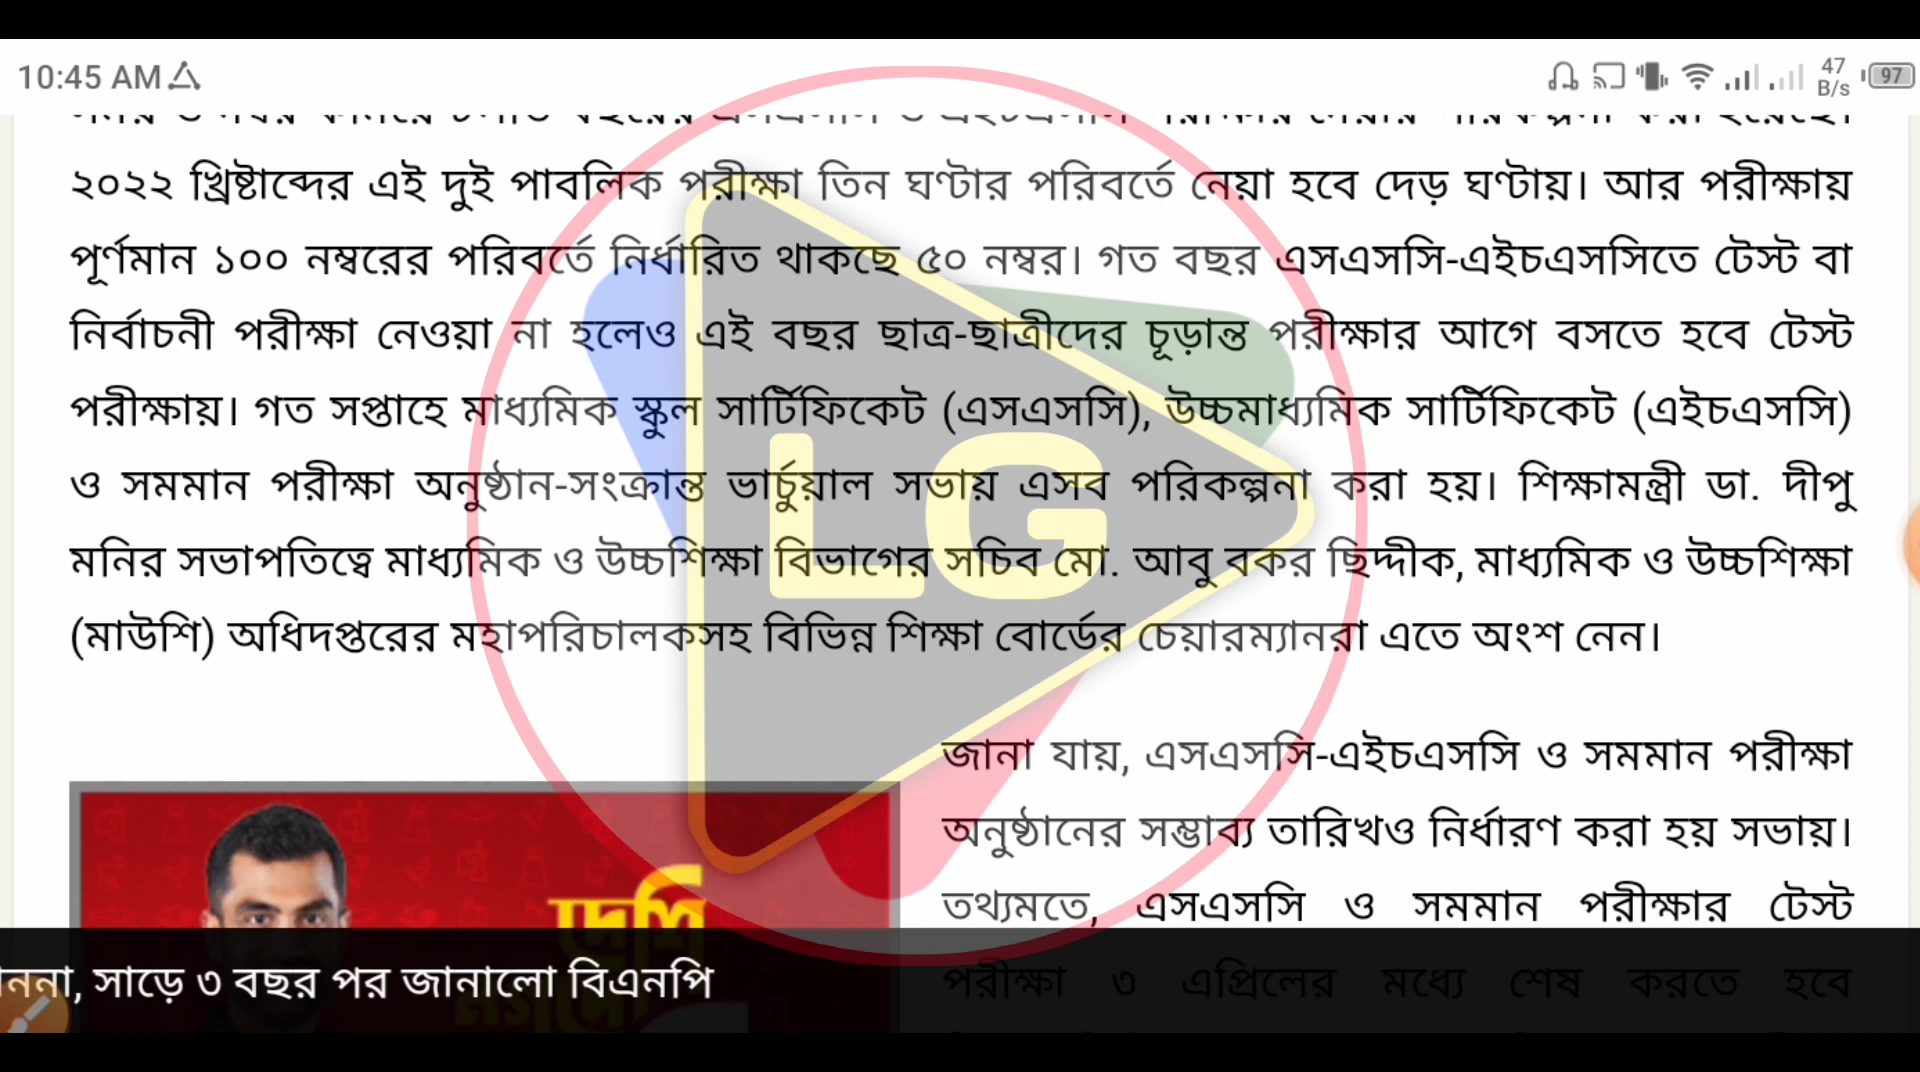 10:45 AM
47
B/s
97
২০২২ খ্রিষ্টাব্দের এই দুই পাবলিক পরীক্ষা তিন ঘণ্টার পরিবর্তে নেয়া হবে দেড় ঘণ্টায়। আর পরীক্ষায়
পূর্ণমান ১০০ নম্বরের পরিবর্তে নির্ধারিত থাকছে ৫০ নম্বর। গত বছর এসএসসি-এইচএসসিতে টেস্ট বা
নির্বাচনী পরীক্ষা নেওয়া না হলেও এই বছর ছাত্র-ছাত্রীদের চূড়ান্ত পরীক্ষার আগে বসতে হবে টেস্ট
পরীক্ষায়। গত সপ্তাহে মাধ্যমিক স্কুল সার্টিফিকেট (এসএসসি), উচ্চমাধ্যমিক সার্টিফিকেট (এইচএসসি)
ও সমমান পরীক্ষা অনুষ্ঠান-সংক্রান্ত ভার্চুয়াল সভায় এসব পরিকল্পনা করা হয়। শিক্ষামন্ত্রী ডা. দীপু
মনির সভাপতিত্বে মাধ্যমিক ও উচ্চশিক্ষা বিভাগের সচিব মো. আবু বকর ছিদ্দীক, মাধ্যমিক ও উচ্চশিক্ষা
(মাউশি) অধিদপ্তরের মহাপরিচালকসহ বিভিন্ন শিক্ষা বোর্ডের চেয়ারম্যানরা এতে অংশ নেন।
LG
জানা যায়, এসএসসি-এইচএসসি ও সমমান পরীক্ষা
অনুষ্ঠানের সম্ভাব্য তারিখও নির্ধারণ করা হয় সভায়।
তথ্যমতে, এসএসসি ও সমমান পরীক্ষার টেস্ট
পরীক্ষা ৩ এপ্রিলের মধ্যে শেষ করতে হবে
দেশি
সাড়ে ৩ বছর পর জানালো বিএনপি